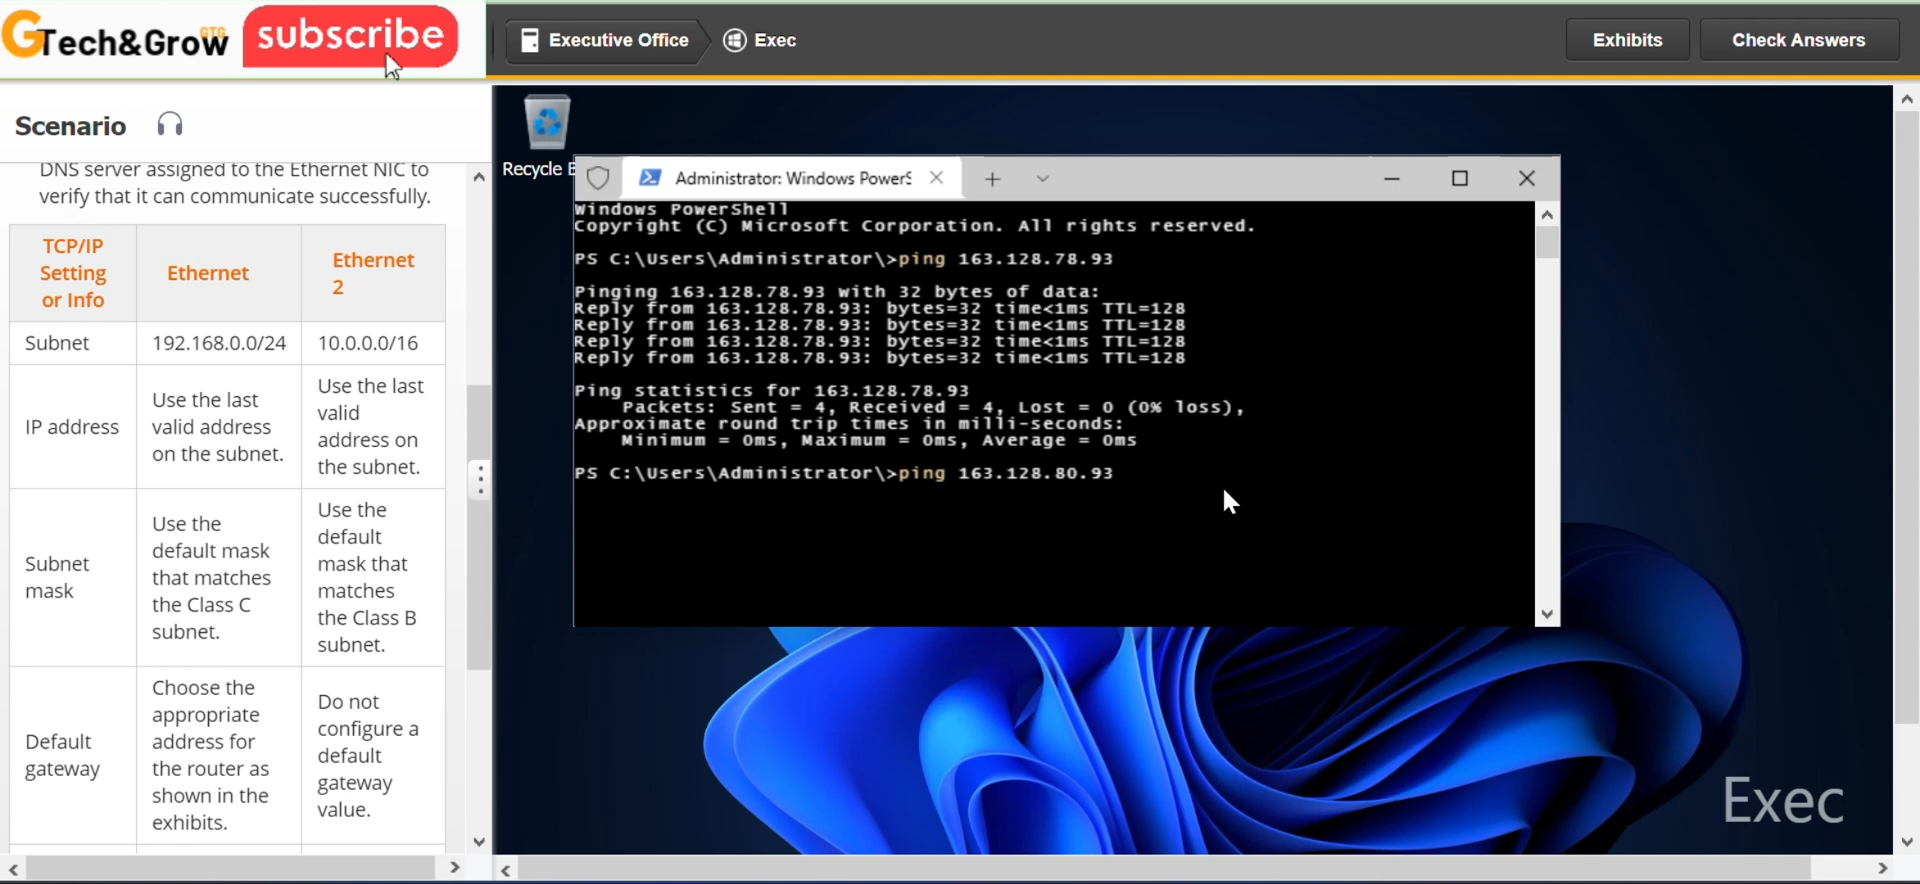 GTech&Grow
GTG
subscribe
Executive Office
Exec
Exhibits
Check Answers
Scenario
DNS server assigned to the Ethernet NIC to
verify that it can communicate successfully.
TCP/IP
Setting
or Info
Ethernet
Ethernet
2
Subnet
192.168.0.0/24
10.0.0.0/16
IP address
Use the last
valid address
on the subnet.
Use the last
valid
address on
the subnet.
Subnet
mask
Use the
default mask
that matches
the Class C
subnet.
Use the
default
mask that
matches
the Class B
subnet.
Default
gateway
Choose the
appropriate
address for
the router as
shown in the
exhibits.
Do not
configure a
default
gateway
value.
Recycle
Administrator: Windows PowerS
Windows PowerShell
Copyright (C) Microsoft Corporation. All rights reserved.
PS C:\Users\Administrator\>ping 163.128.78.93
Pinging 163.128.78.93 with 32 bytes of data:
Reply from 163.128.78.93: bytes=32 time<1ms TTL=128
Reply from 163.128.78.93: bytes=32 time<1ms TTL=128
Reply from 163.128.78.93: bytes=32 time<1ms TTL=128
Reply from 163.128.78.93: bytes=32 time<1ms TTL=128
Ping statistics for 163.128.78.93
Packets: Sent = 4, Received = 4, Lost = 0 (0% loss),
Approximate round trip times in milli-seconds:
Minimum = 0ms, Maximum = 0ms, Average = 0ms
PS C:\Users\Administrator\>ping 163.128.80.93
Exec